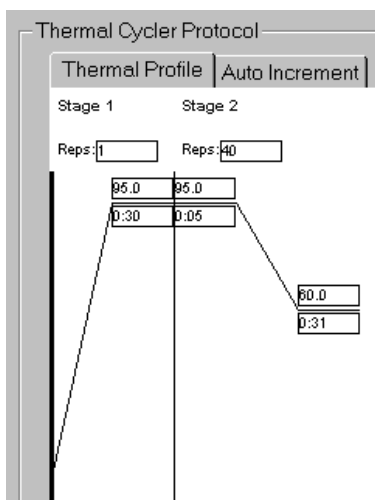 Thermal Cycler Protocol
Thermal Profile Auto Increment
Stage 1 Stage 2
Reps: 1 Reps: 40
95.0 95.0
0:30 0:05
60.0
0:31